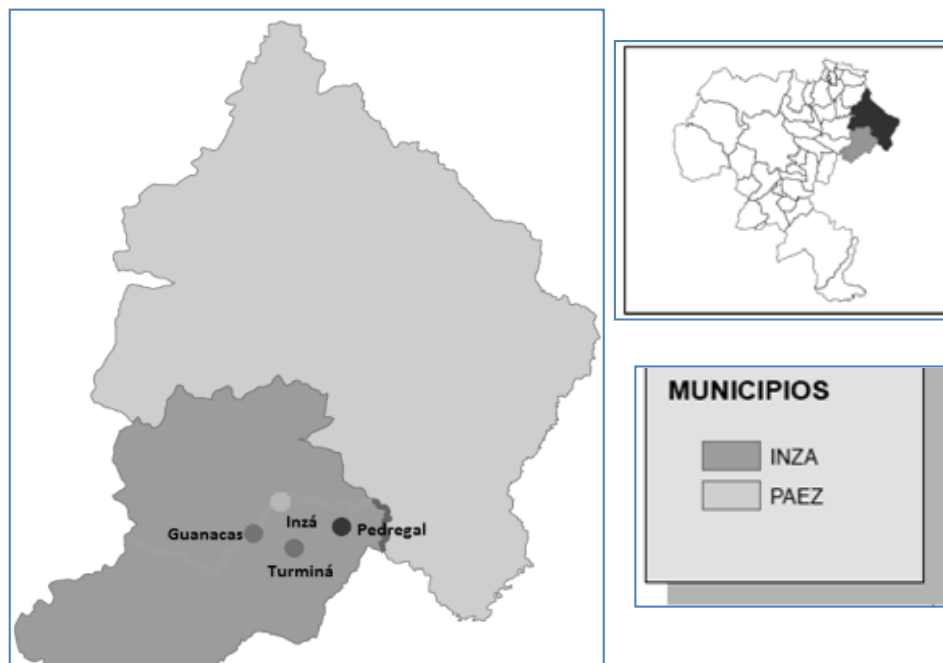 Guanacas
Inzá
Pedregal
Turminá
MUNICIPIOS
INZA
PAEZ